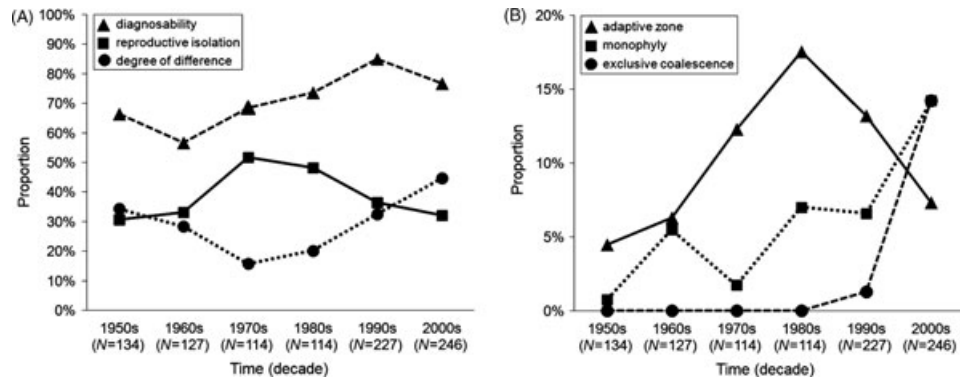 (A)
diagnosability
reproductive isolation
degree of difference
100%
90%
80%
70%
60%
50%
40%
30%
20%
10%
0%
Proportion
1950s 1960s 1970s 1980s 1990s 2000s
(N=134) (N=127) (N=114) (N=114) (N=227) (N=246)
Time (decade)
(B)
adaptive zone
monophyly
exclusive coalescence
20%
15%
10%
5%
0%
Proportion
1950s 1960s 1970s 1980s 1990s 2000s
(N=134) (N=127) (N=114) (N=114) (N=227) (N=246)
Time (decade)